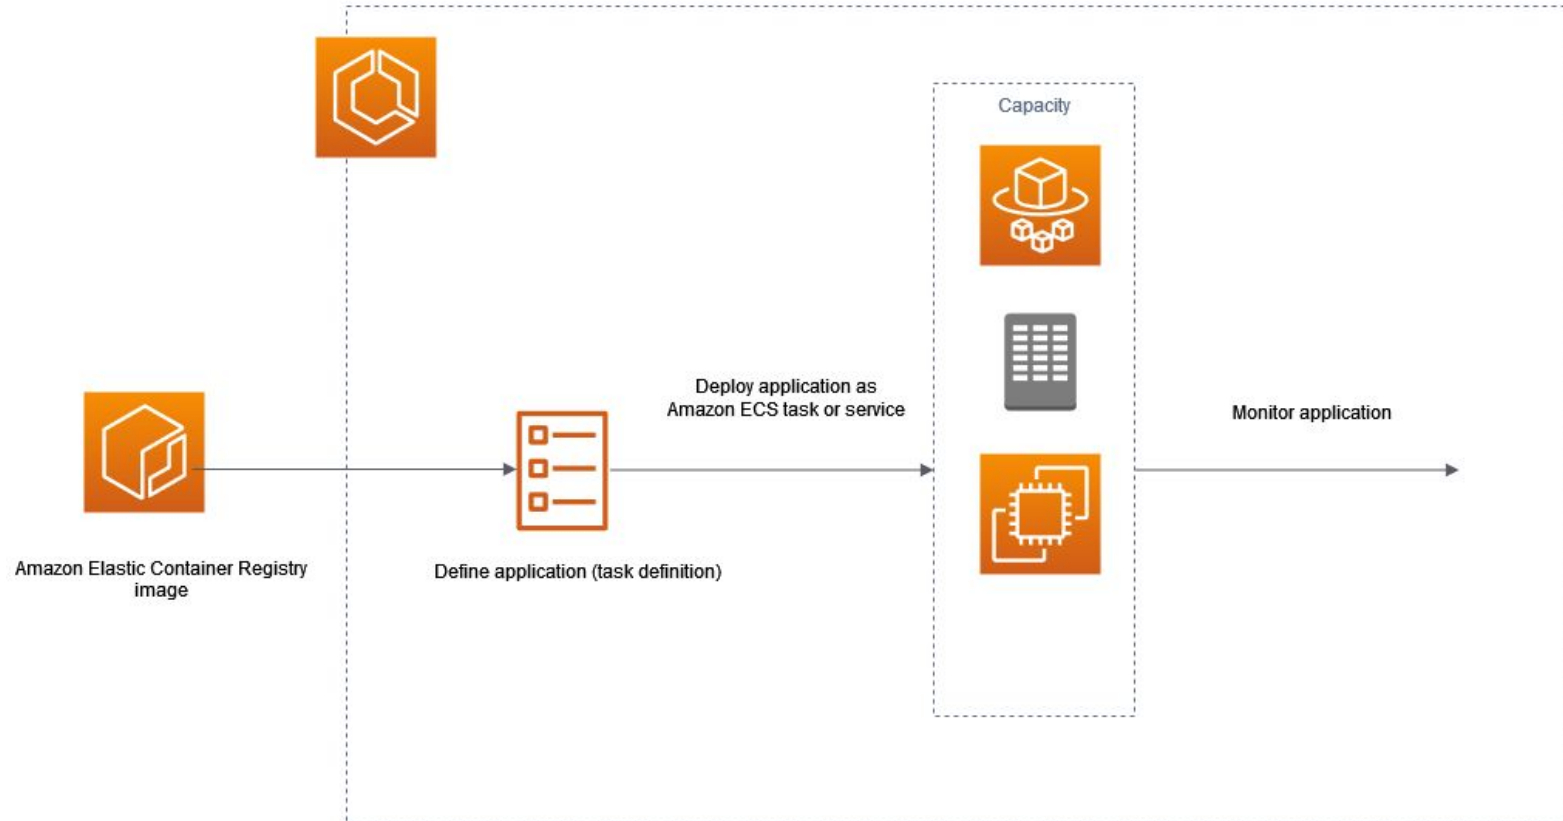 Capacity
Deploy application as
Amazon ECS task or service
Monitor application
Amazon Elastic Container Registry
image
Define application (task definition)